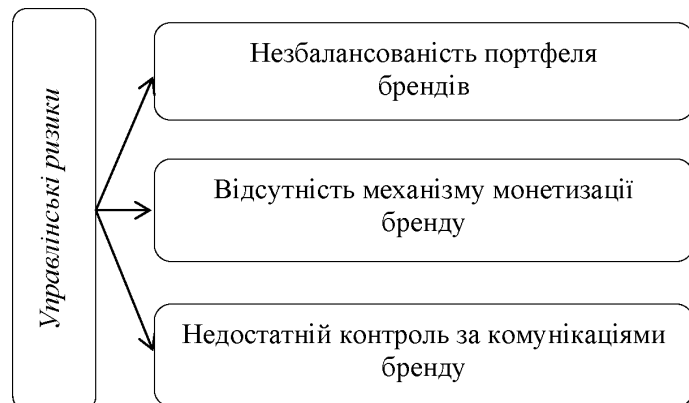 Управлінські ризики
Незбалансованість портфеля
брендів
Відсутність механізму монетизації
бренду
Недостатній контроль за комунікаціями
бренду